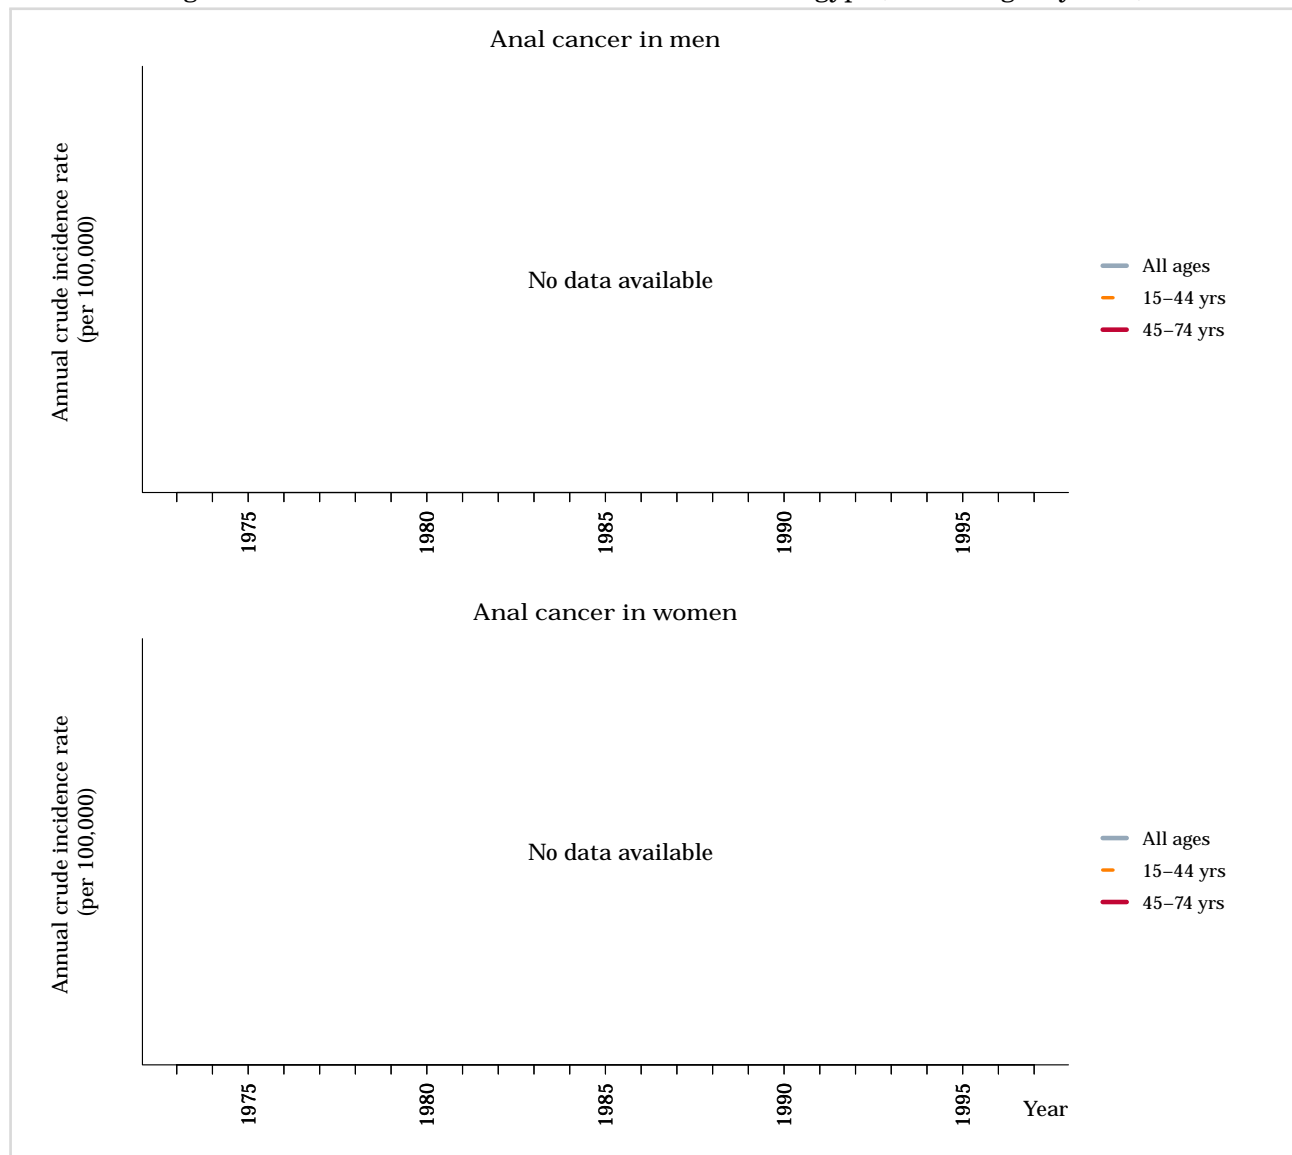 Anal cancer in men
Annual crude incidence rate
(per 100,000)
No data available
All ages
15–44 yrs
45–74 yrs
1975
1980
1985
1990
1995
Anal cancer in women
Annual crude incidence rate
(per 100,000)
No data available
All ages
15–44 yrs
45–74 yrs
1975
1980
1985
1990
1995
Year